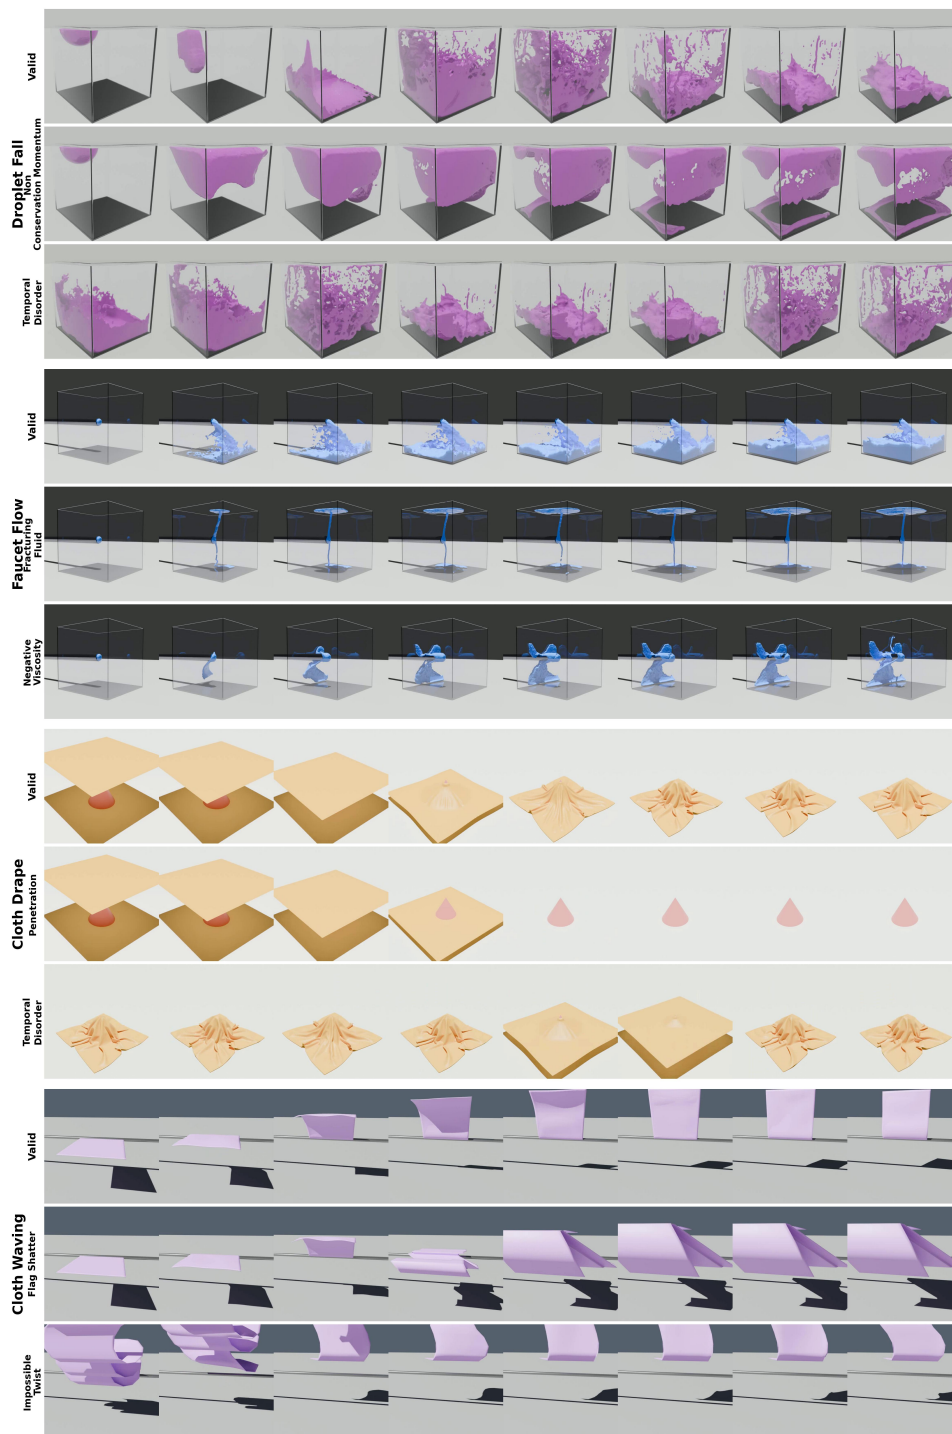 Droplet Fall
Valid
Non
Conservation Momentum
Temporal
Disorder
Faucet Flow
Valid
Fracturing
Fluid
Negative
Viscosity
Cloth Drape
Valid
Penetration
Temporal
Disorder
Cloth Waving
Valid
Flag Shatter
Impossible
Twist